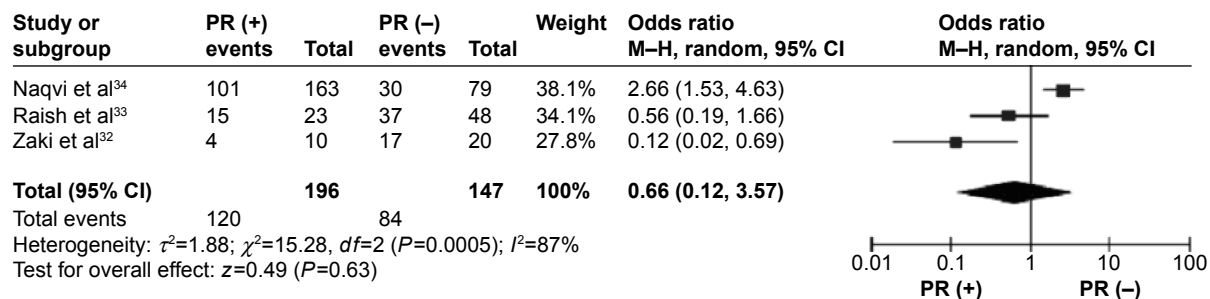 Study or subgroup PR (+) events Total PR (–) events Total Weight Odds ratio M–H, random, 95% CI Odds ratio M–H, random, 95% CI
Naqvi et al34 101 163 30 79 38.1% 2.66 (1.53, 4.63)
Raish et al33 15 23 37 48 34.1% 0.56 (0.19, 1.66)
Zaki et al32 4 10 17 20 27.8% 0.12 (0.02, 0.69)
Total (95% CI) 196 147 100% 0.66 (0.12, 3.57)
Total events 120 84
Heterogeneity: τ²=1.88; χ²=15.28, df=2 (P=0.0005); I²=87%
Test for overall effect: z=0.49 (P=0.63)
0.01 0.1 1 10 100
PR (+) PR (–)